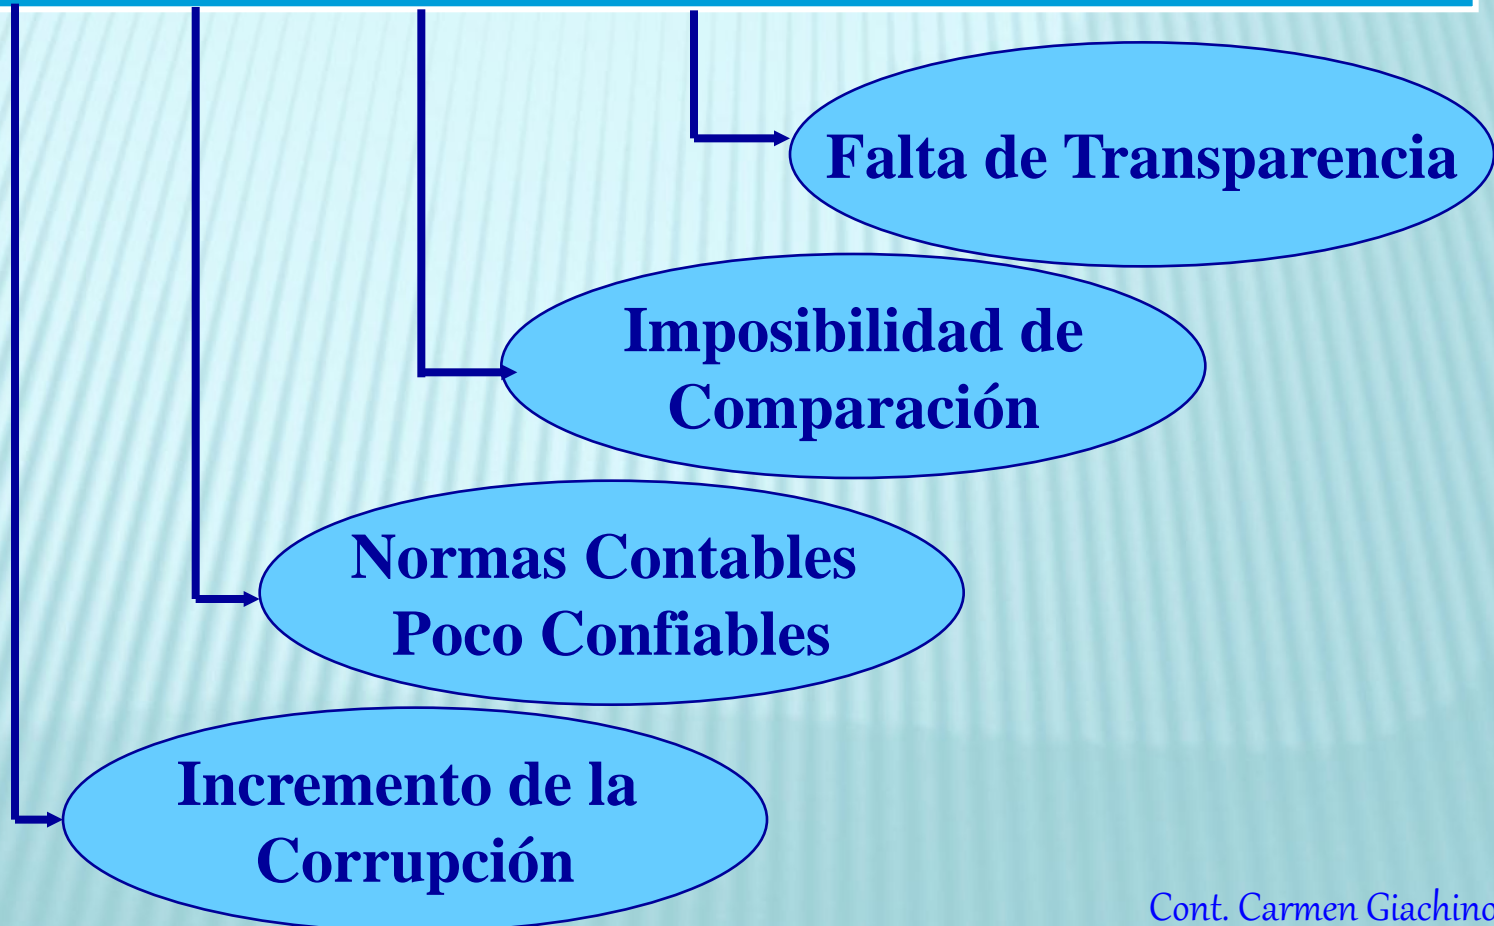 Falta de Transparencia
Imposibilidad de
Comparación
Normas Contables
Poco Confiables
Incremento de la
Corrupción
Cont. Carmen Giachino